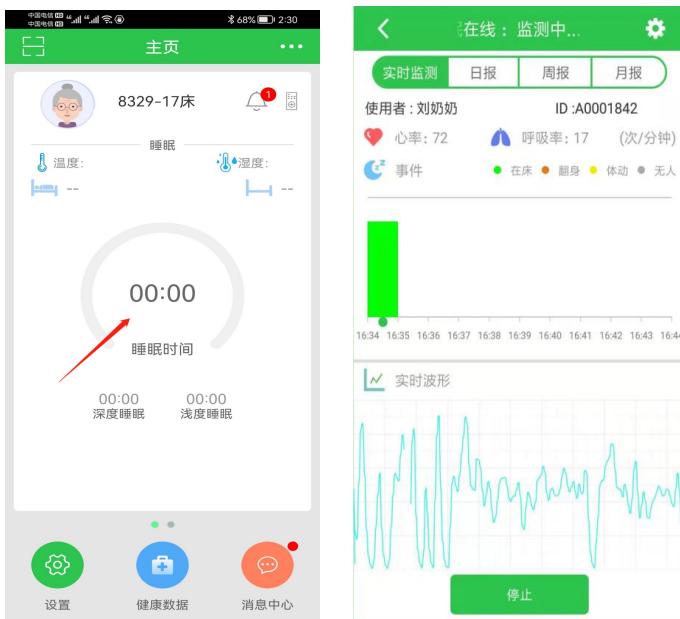 中国电信 HD
中国电信 HD
68%
2:30
主页
8329-17床
1
睡眠
温度:
湿度:
--
--
00:00
睡眠时间
00:00
00:00
深度睡眠
浅度睡眠
设置
健康数据
消息中心
在线： 监测中...
实时监测
日报
周报
月报
使用者 : 刘奶奶
ID :A0001842
心率: 72
呼吸率: 17
(次/分钟)
事件
在床
翻身
体动
无人
16:34 16:35 16:36 16:37 16:38 16:39 16:40 16:41 16:42 16:43 16:44
实时波形
停止